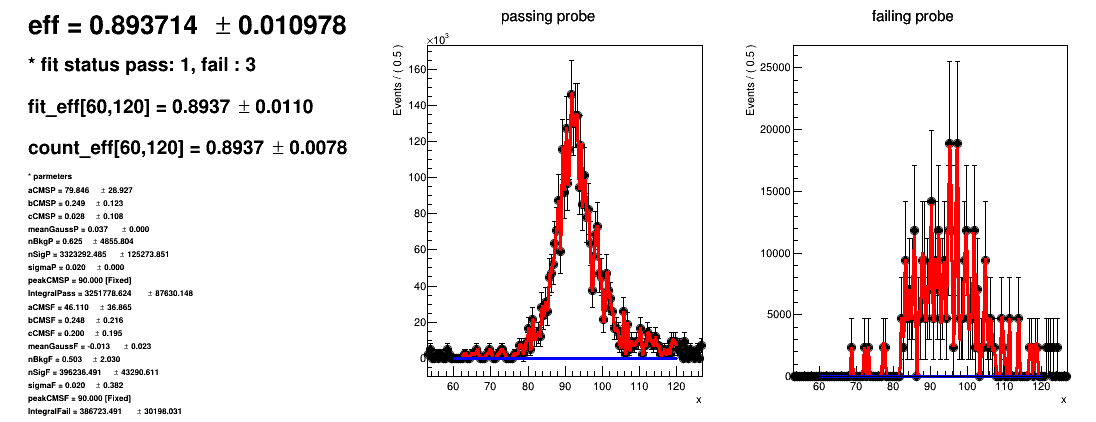 eff = 0.893714 ± 0.010978
* fit status pass: 1, fail : 3
fit_eff[60,120] = 0.8937 ± 0.0110
count_eff[60,120] = 0.8937 ± 0.0078
* parmeters
aCMSP = 79.846 ± 28.927
bCMSP = 0.249 ± 0.123
cCMSP = 0.028 ± 0.108
meanGaussP = 0.037 ± 0.000
nBkgP = 0.625 ± 4855.804
nSigP = 3323292.485 ± 125273.851
sigmaP = 0.020 ± 0.000
peakCMSP = 90.000 [Fixed]
IntegralPass = 3251778.624 ± 87630.148
aCMSF = 46.110 ± 36.865
bCMSF = 0.248 ± 0.216
cCMSF = 0.200 ± 0.195
meanGaussF = -0.013 ± 0.023
nBkgF = 0.503 ± 2.030
nSigF = 396236.491 ± 43290.611
sigmaF = 0.020 ± 0.382
peakCMSF = 90.000 [Fixed]
IntegralFail = 386723.491 ± 30198.031
passing probe
×10³
Events / ( 0.5 )
160
140
120
100
80
60
40
20
0
60 70 80 90 100 110 120
x
failing probe
Events / ( 0.5 )
25000
20000
15000
10000
5000
0
60 70 80 90 100 110 120
x